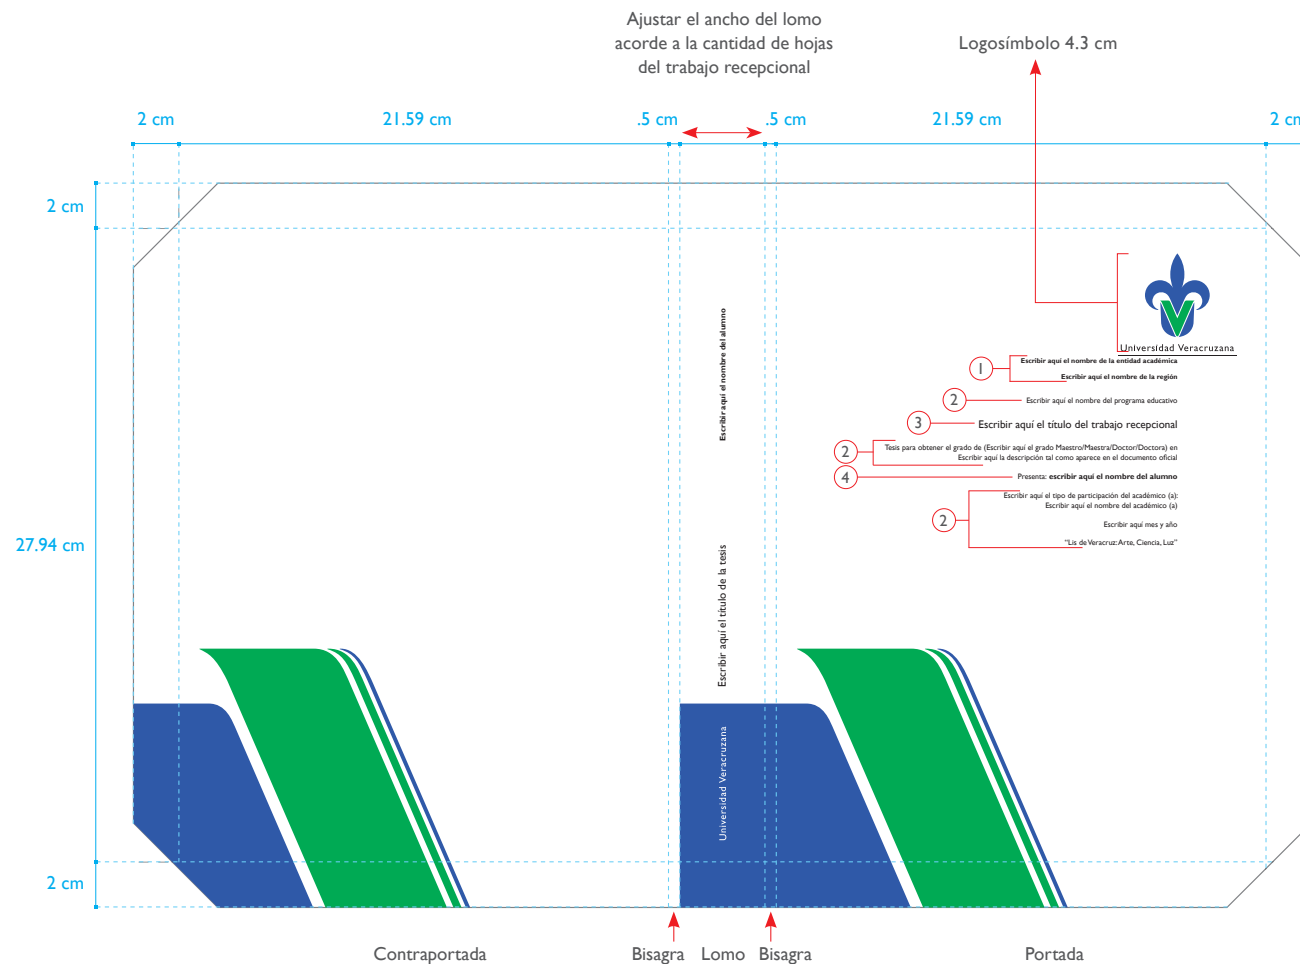 Ajustar el ancho del lomo
acorde a la cantidad de hojas
del trabajo recepcional
Logosímbolo 4.3 cm
2 cm
21.59 cm
.5 cm
.5 cm
21.59 cm
2 cm
2 cm
27.94 cm
2 cm
Escribir aquí el nombre del alumno
Escribir aquí el título de la tesis
Universidad Veracruzana
Universidad Veracruzana
1
Escribir aquí el nombre de la entidad académica
Escribir aquí el nombre de la región
2
Escribir aquí el nombre del programa educativo
3
Escribir aquí el título del trabajo recepcional
2
Tesis para obtener el grado de (Escribir aquí el grado Maestro/Maestra/Doctor/Doctora) en
Escribir aquí la descripción tal como aparece en el documento oficial
4
Presenta: escribir aquí el nombre del alumno
2
Escribir aquí el tipo de participación del académico (a):
Escribir aquí el nombre del académico (a)
Escribir aquí mes y año
"Lis de Veracruz: Arte, Ciencia, Luz"
Contraportada
Bisagra
Lomo
Bisagra
Portada